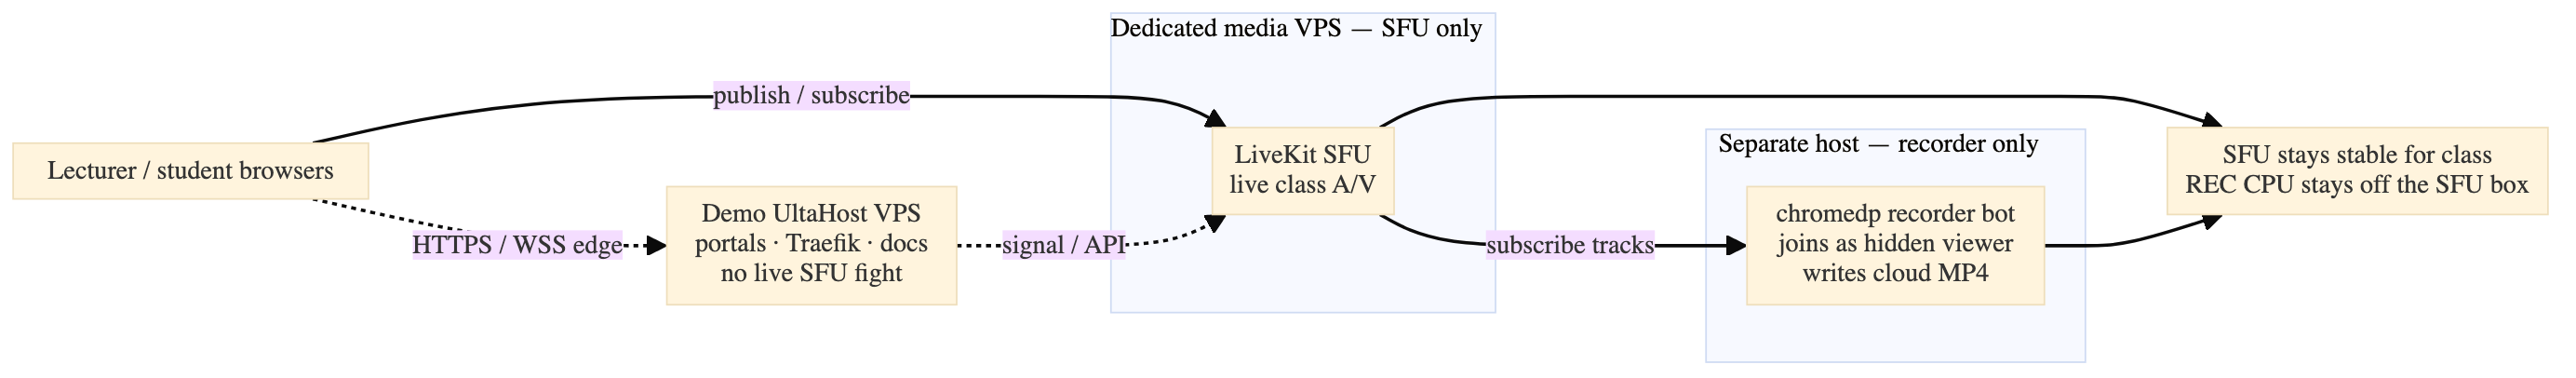 Dedicated media VPS — SFU only
publish / subscribe
Lecturer / student browsers
HTTPS / WSS edge
Demo UltaHost VPS
portals · Traefik · docs
no live SFU fight
signal / API
LiveKit SFU
live class A/V
subscribe tracks
Separate host — recorder only
chromedp recorder bot
joins as hidden viewer
writes cloud MP4
SFU stays stable for class
REC CPU stays off the SFU box